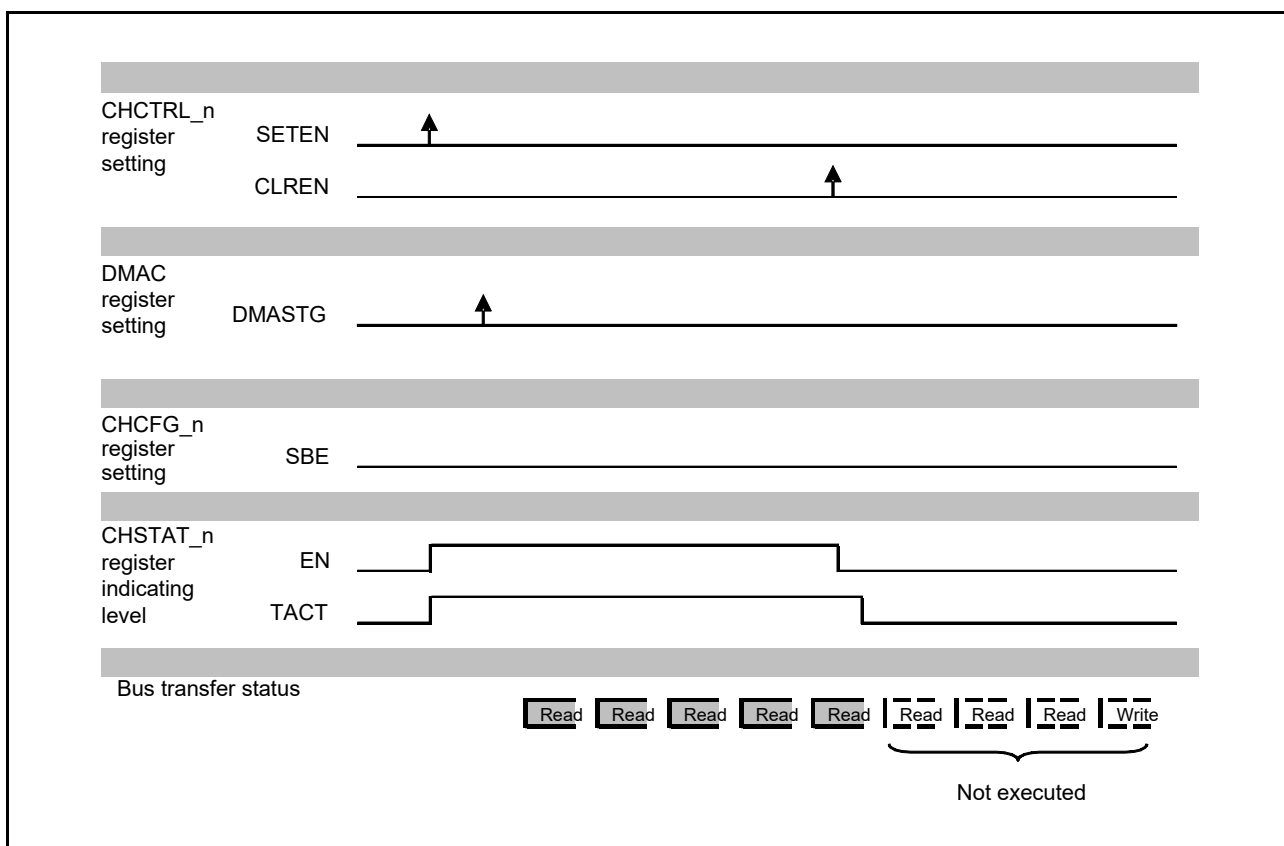 CHCTRL_n
register
setting
SETEN
CLREN
DMAC
register
setting
DMASTG
CHCFG_n
register
setting
SBE
CHSTAT_n
register
indicating
level
EN
TACT
Bus transfer status
Read Read Read Read Read Read Read Read Write
Not executed